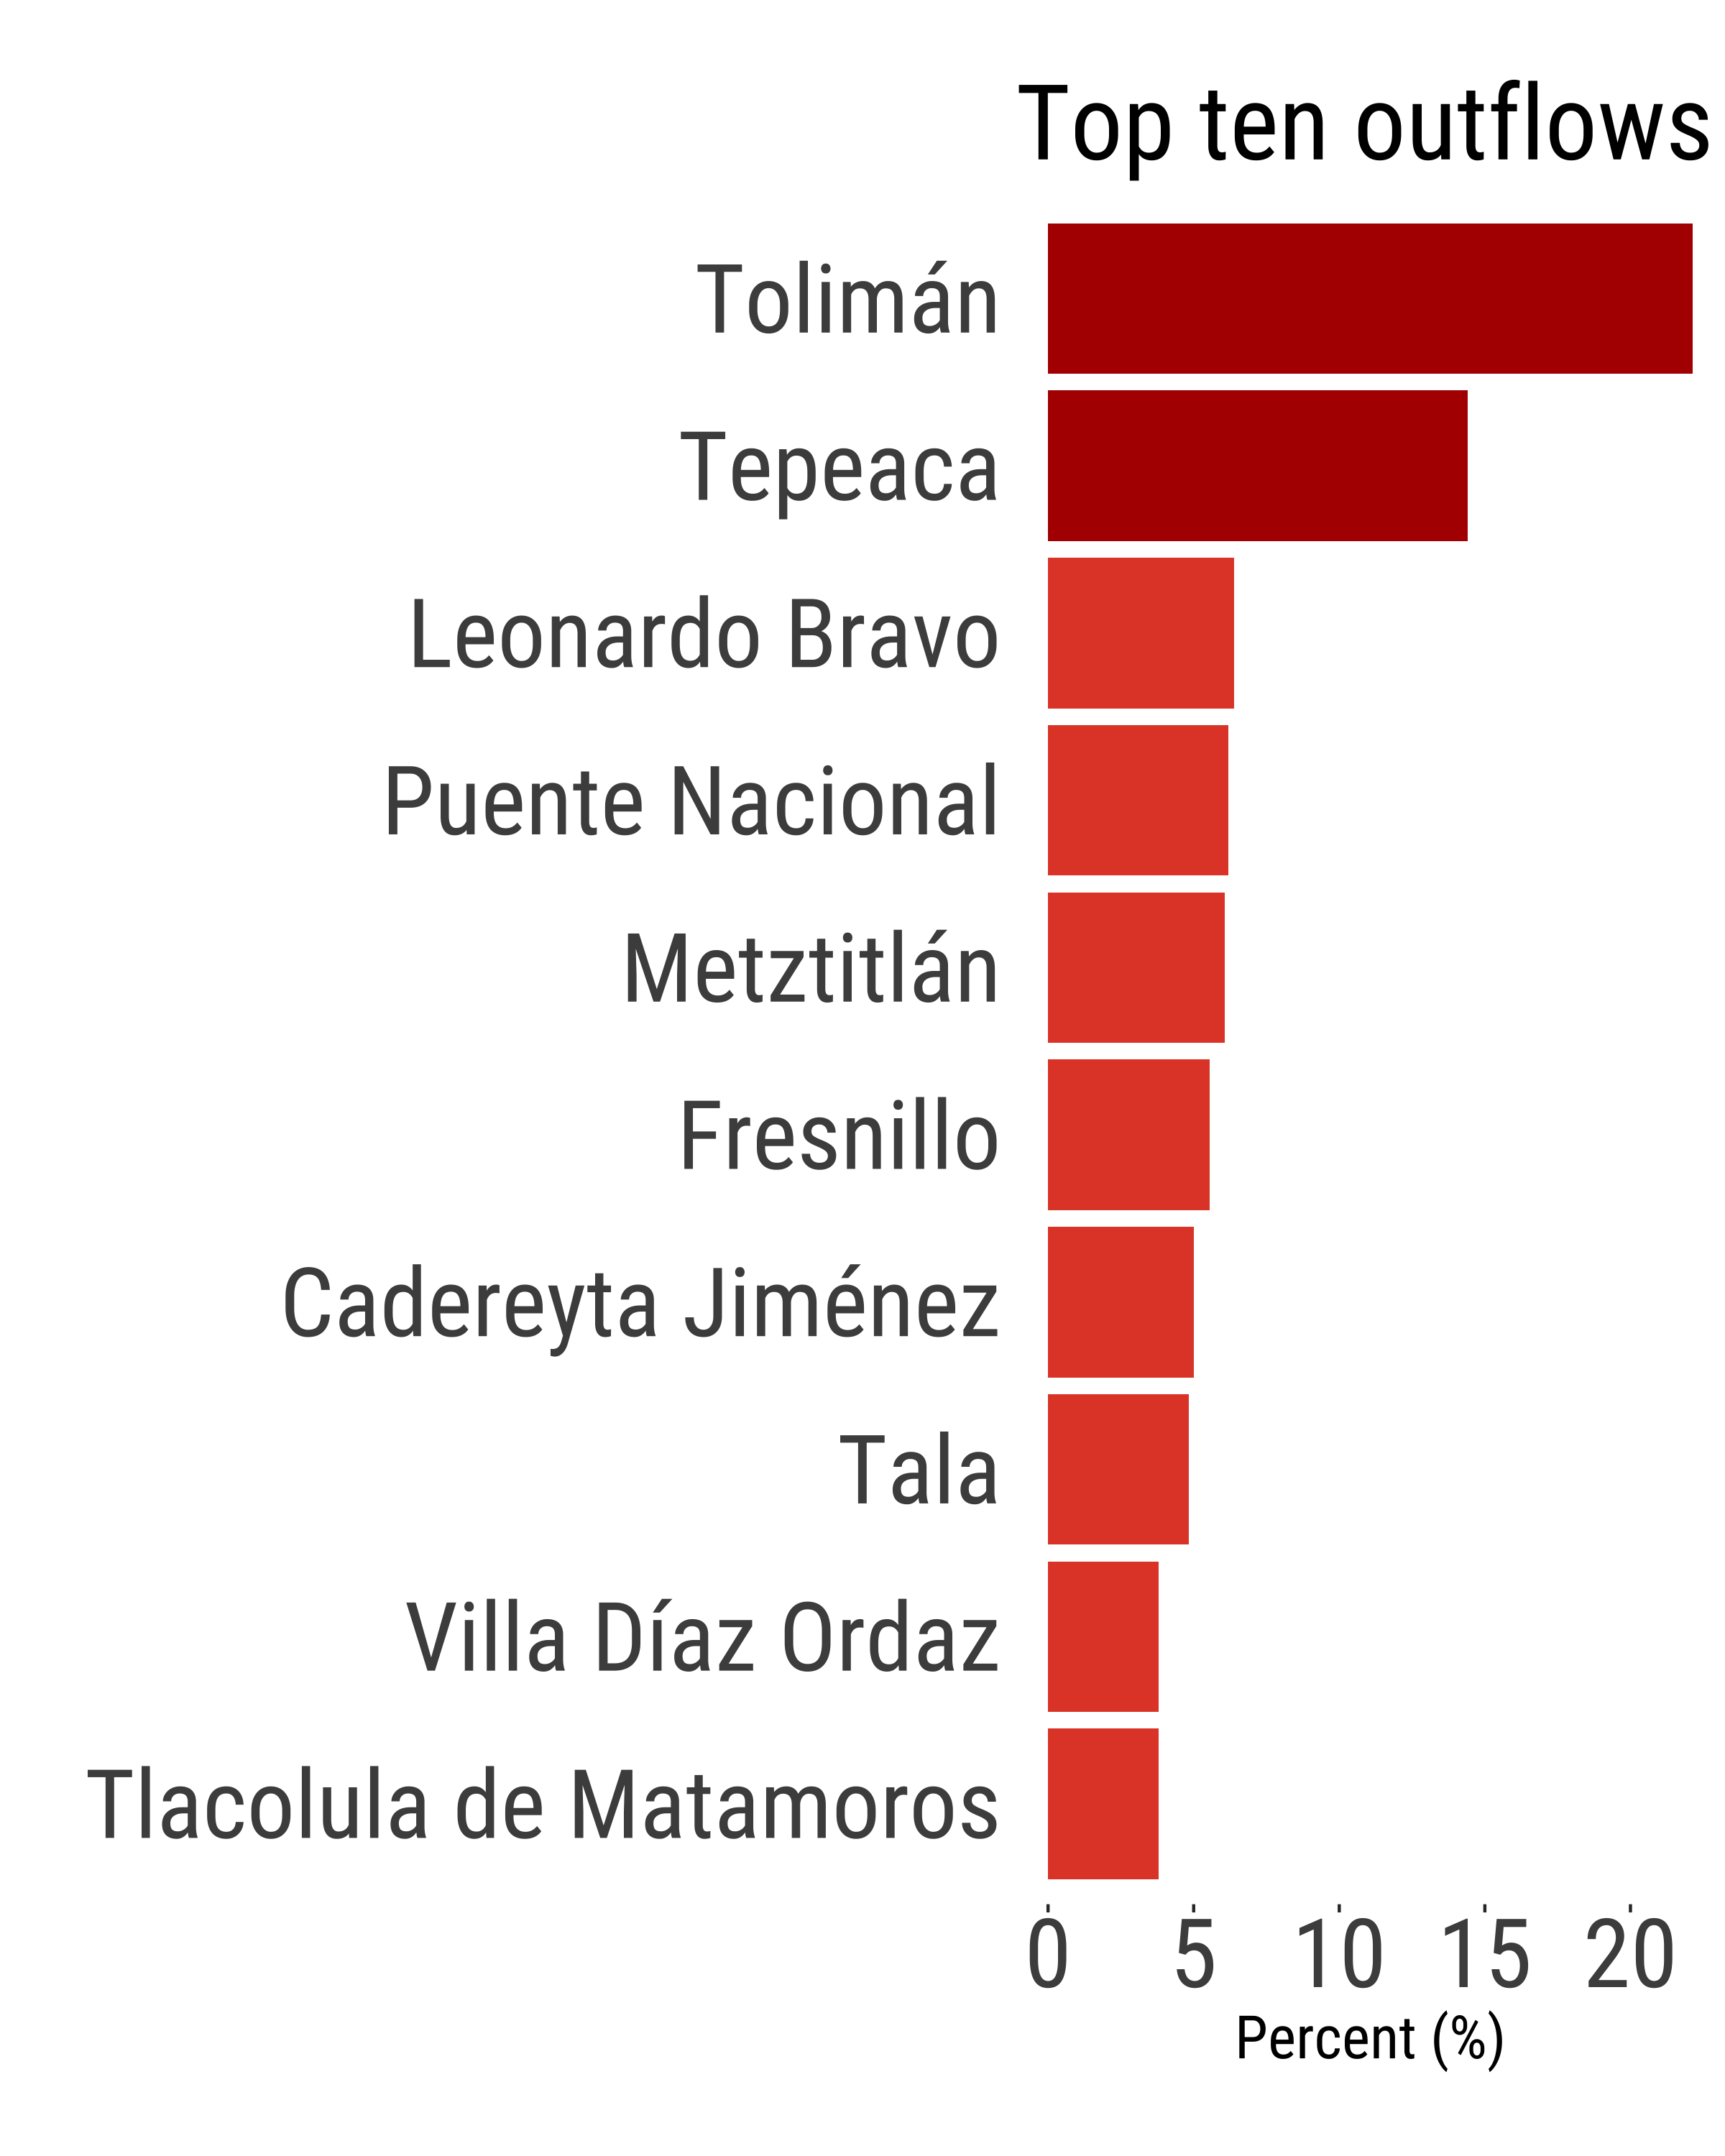 Top ten outflows
Tolimán
Tepeaca
Leonardo Bravo
Puente Nacional
Metztitlán
Fresnillo
Cadereyta Jiménez
Tala
Villa Díaz Ordaz
Tlacolula de Matamoros
0 5 10 15 20
Percent (%)